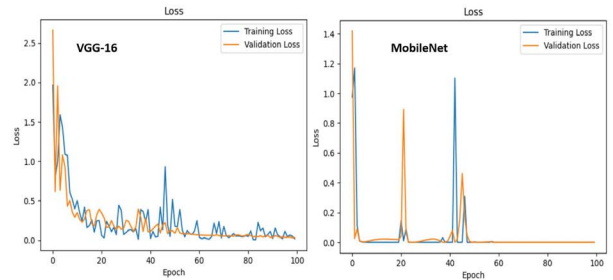 Loss
VGG-16
Training Loss
Validation Loss
2.5
2.0
1.5
1.0
0.5
0.0
Loss
0
20
40
60
80
100
Epoch
Loss
MobileNet
Training Loss
Validation Loss
1.4
1.2
1.0
0.8
0.6
0.4
0.2
0.0
Loss
0
20
40
60
80
100
Epoch